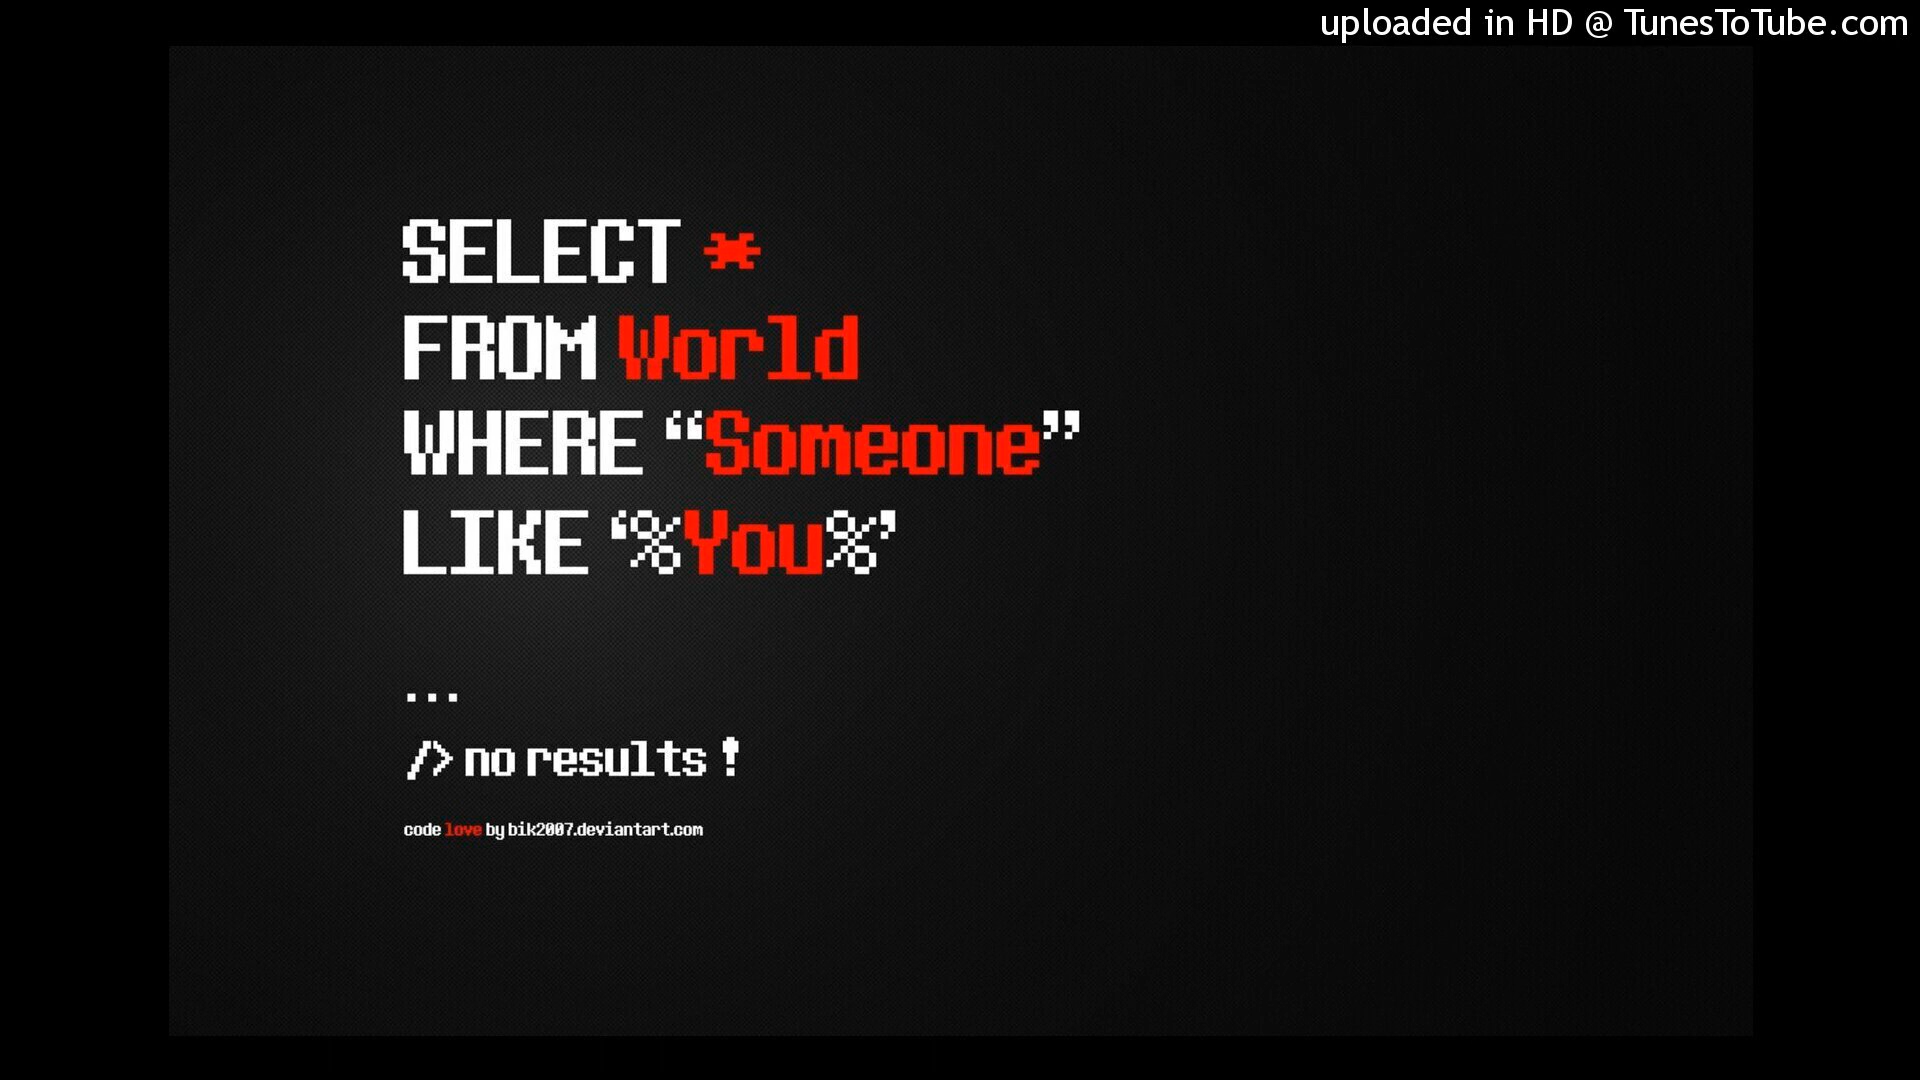 uploaded in HD @ TunesToTube.com
SELECT *
FROM World
WHERE “Someone”
LIKE ‘%You%’
...
/> no results !
code love by bik2007.deviantart.com